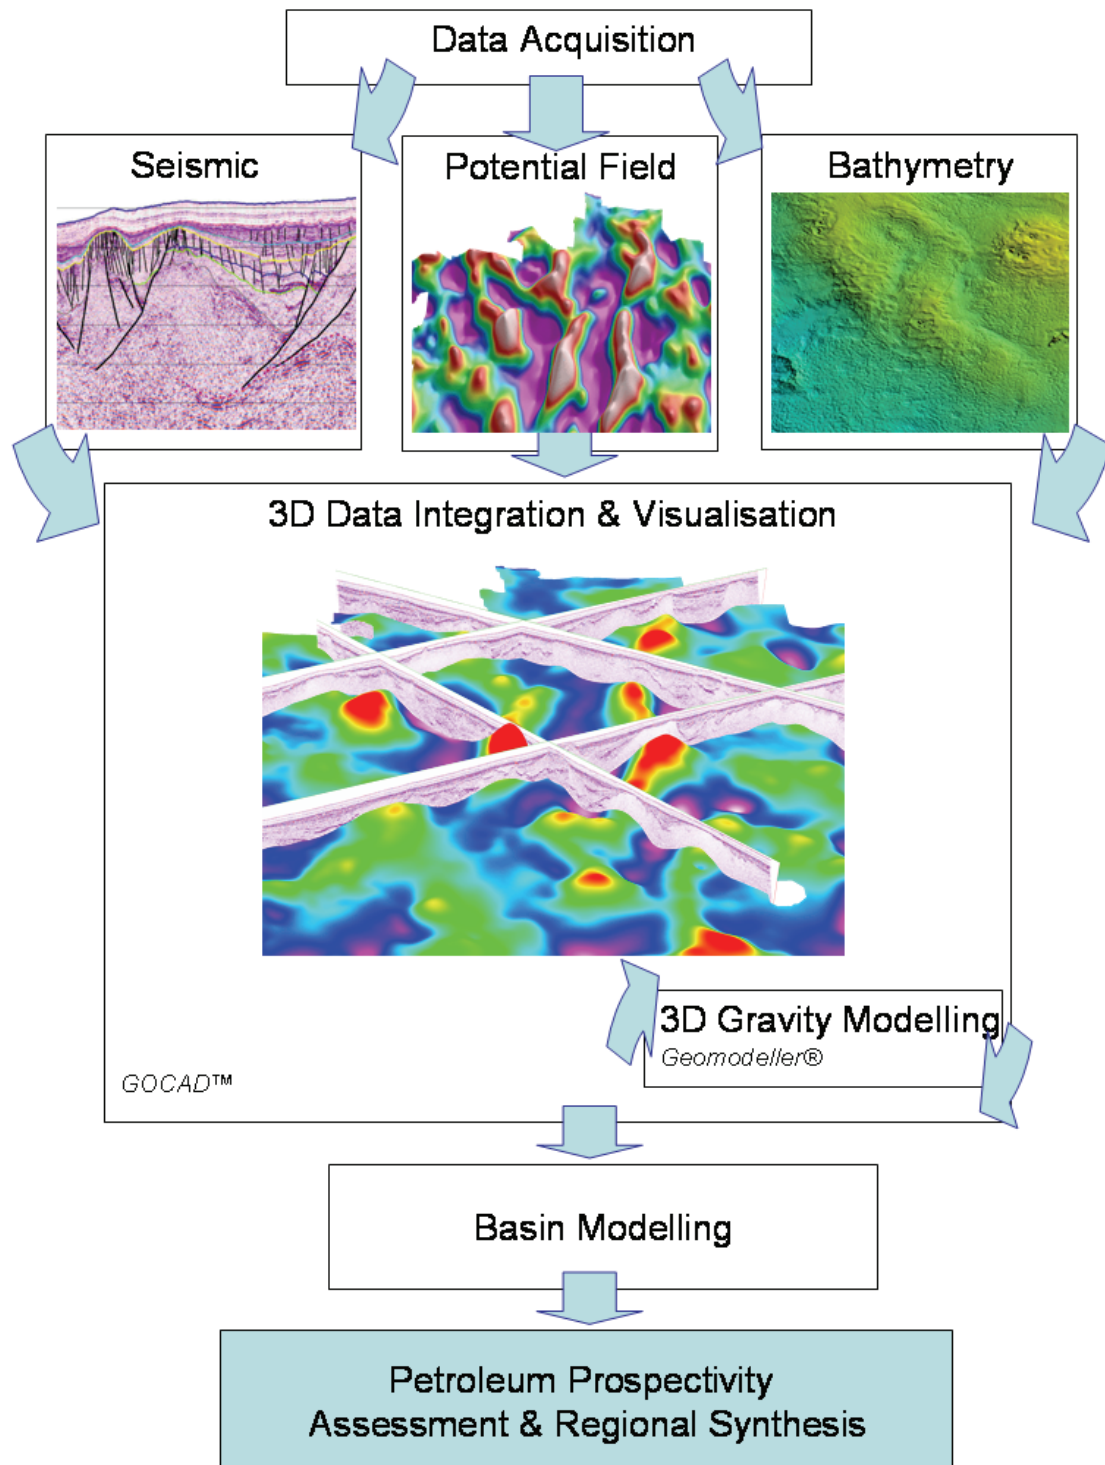 Data Acquisition
Seismic
Potential Field
Bathymetry
3D Data Integration & Visualisation
3D Gravity Modelling
Geomodeller®
GOCAD™
Basin Modelling
Petroleum Prospectivity
Assessment & Regional Synthesis